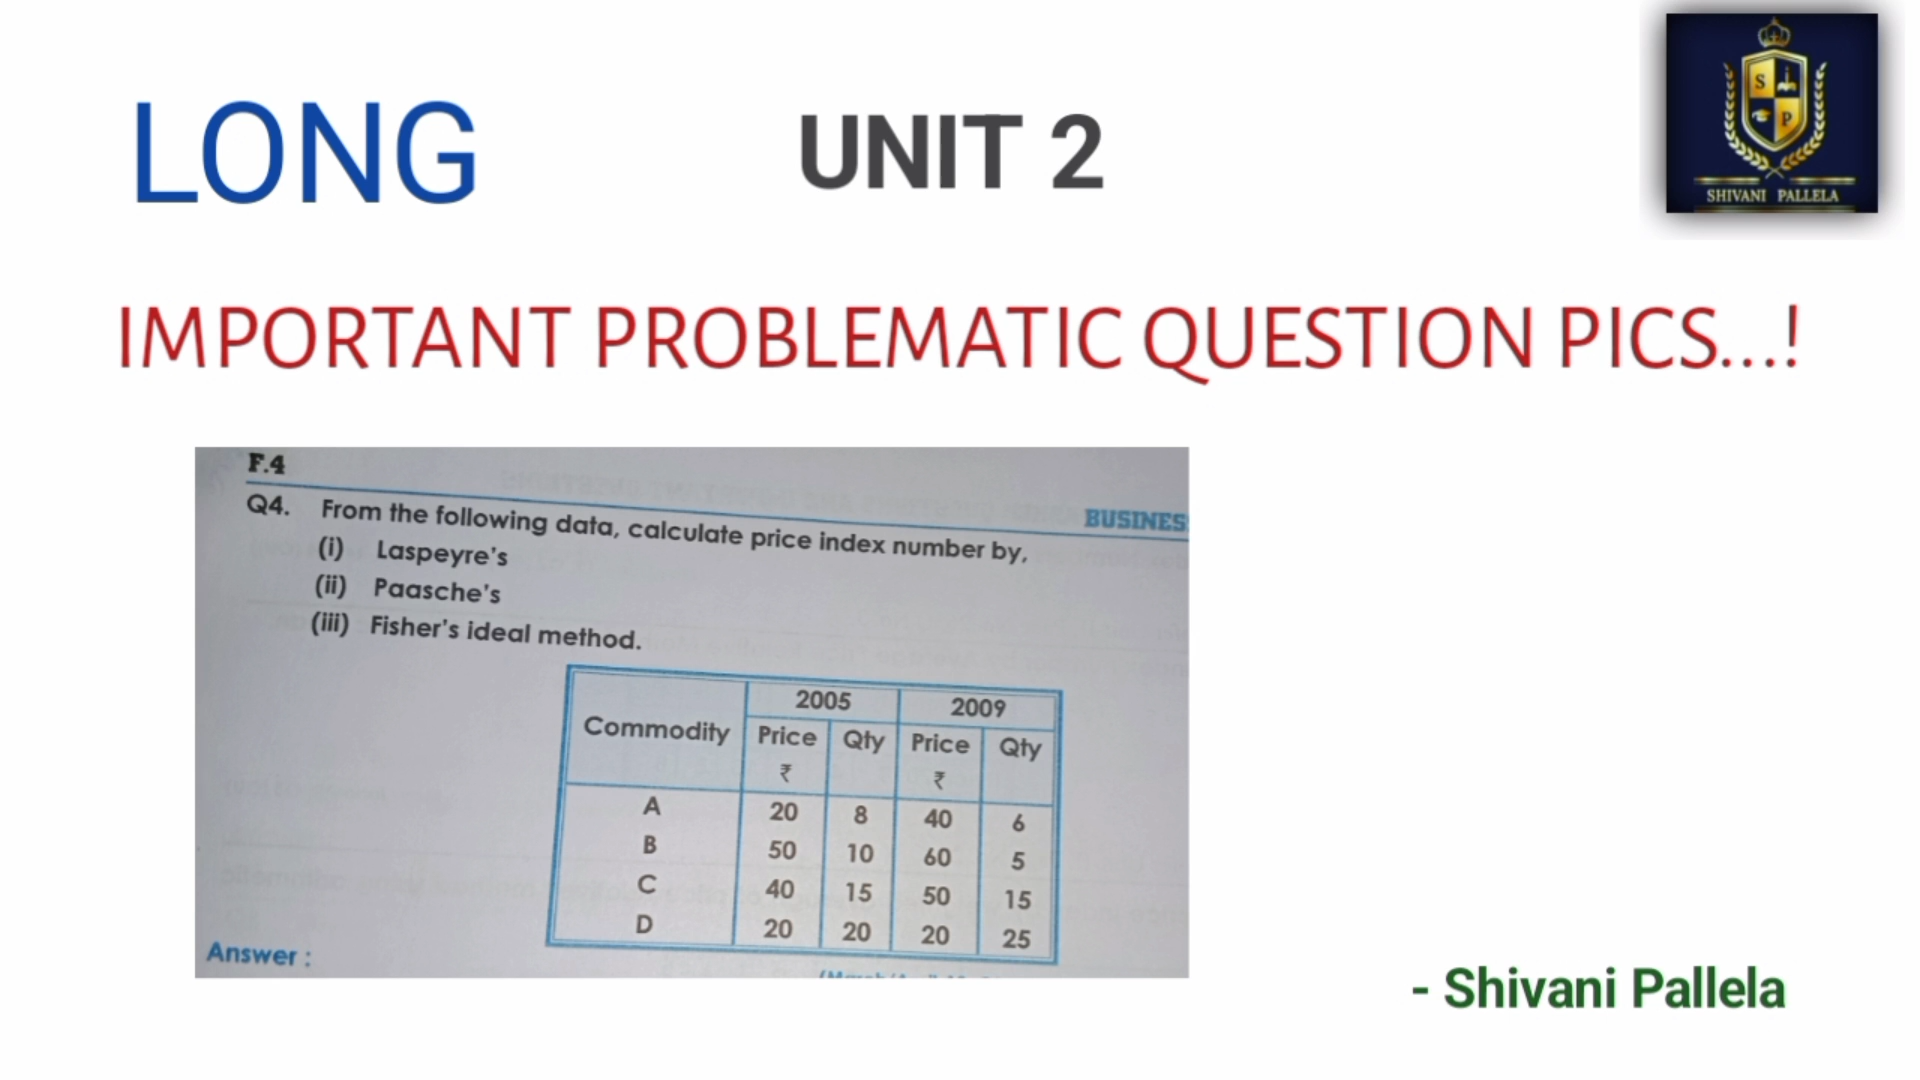 LONG
UNIT 2
S
P
SHIVANI PALLELA
IMPORTANT PROBLEMATIC QUESTION PICS...!
F.4
BUSINES
Q4. From the following data, calculate price index number by,
(i) Laspeyre's
(ii) Paasche's
(iii) Fisher's ideal method.
Commodity 2005 2009
Price ₹ Qty Price ₹ Qty
A 20 8 40 6
B 50 10 60 5
C 40 15 50 15
D 20 20 20 25
Answer :
- Shivani Pallela